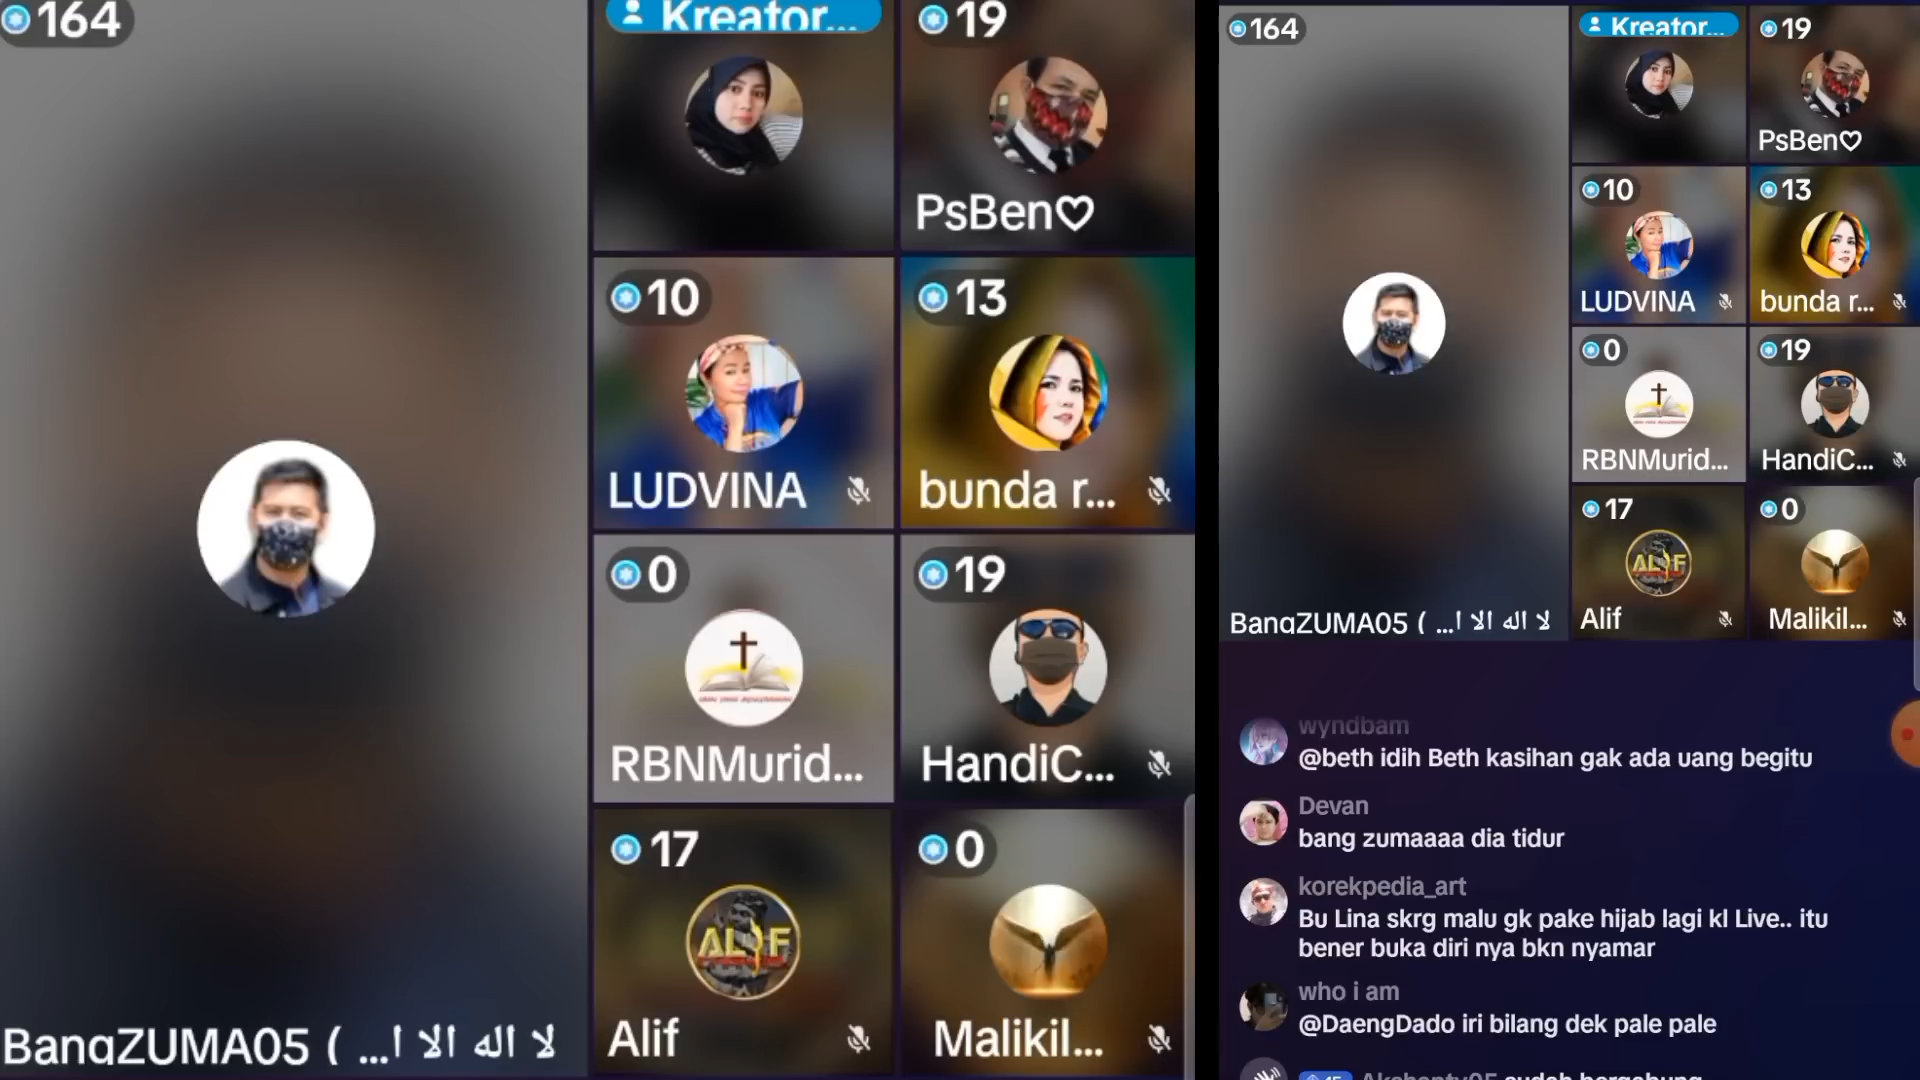 164
Kreator...
19
PsBen♡
10
LUDVINA
13
bunda r...
0
RBNMurid...
19
HandiC...
17
ALIF
Alif
0
Malikil...
BangZUMA05 ( ...لا اله الا ا
164
Kreator...
19
PsBen♡
10
LUDVINA
13
bunda r...
0
RBNMurid...
19
HandiC...
17
ALIF
Alif
0
Malikil...
BangZUMA05 ( ...لا اله الا ا
wyndbam
@beth idih Beth kasihan gak ada uang begitu
Devan
bang zumaaaa dia tidur
korekpedia_art
Bu Lina skrg malu gk pake hijab lagi kl Live.. itu
bener buka diri nya bkn nyamar
who i am
@DaengDado iri bilang dek pale pale